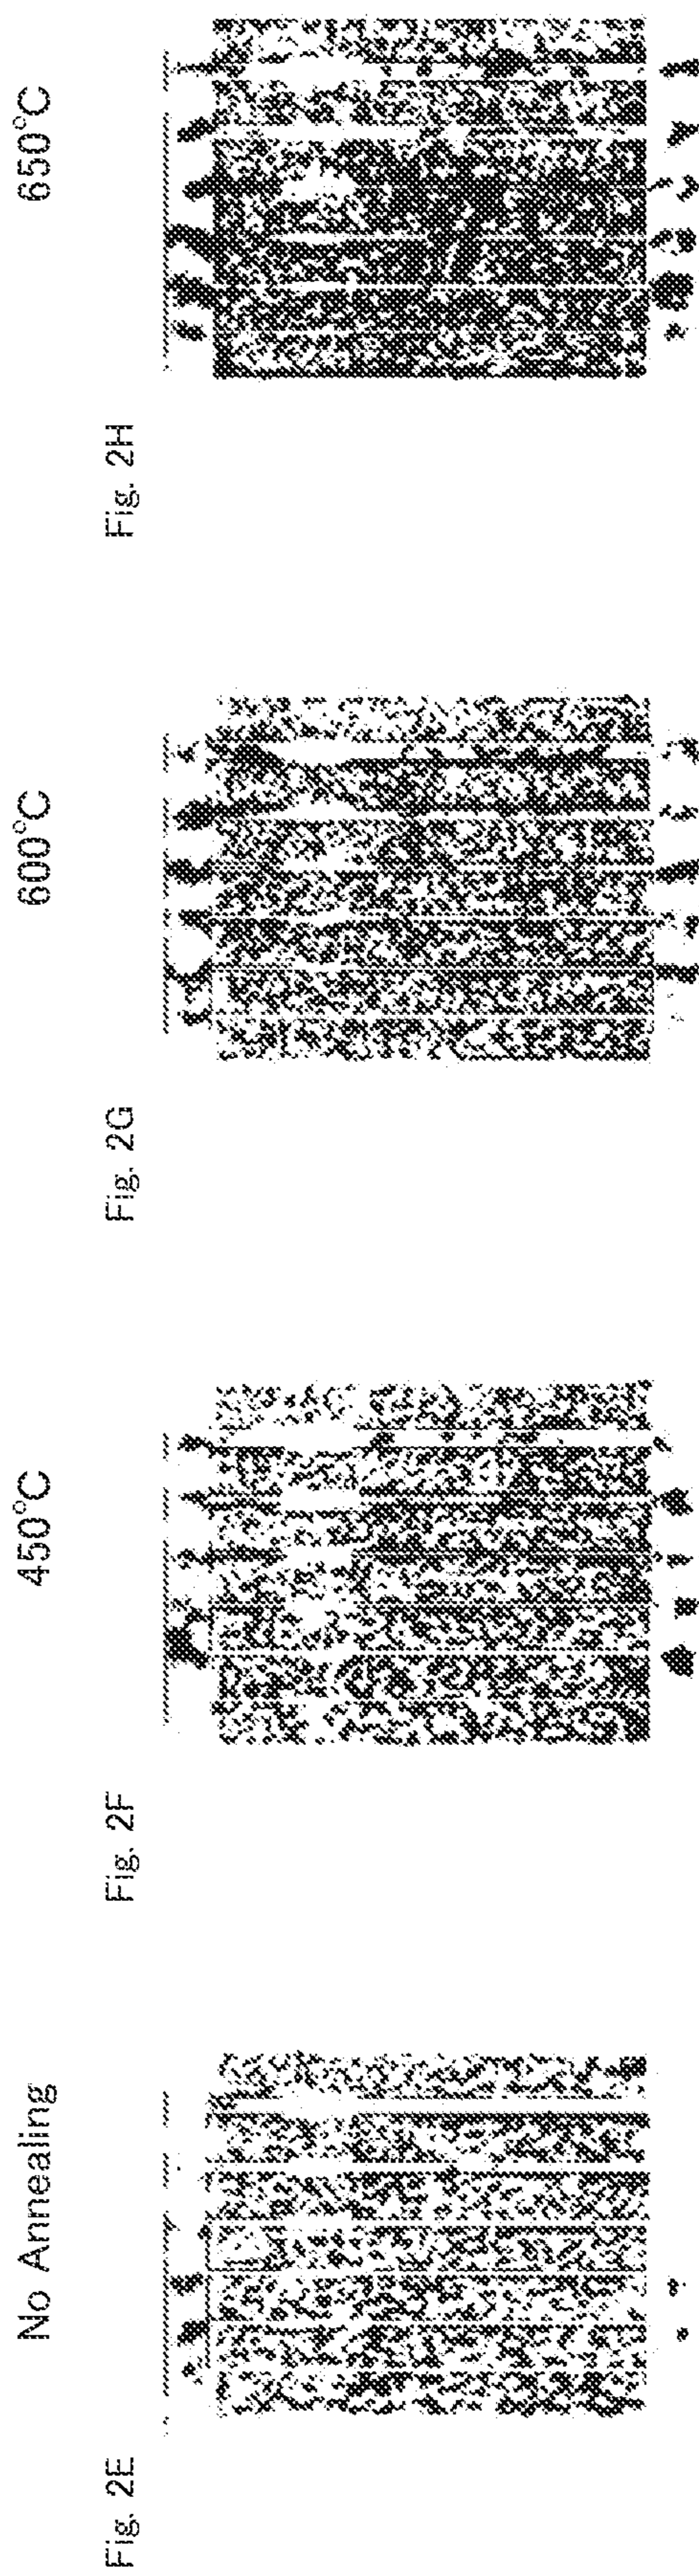 No Annealing
450°C
600°C
650°C
Fig. 2E
Fig. 2F
Fig. 2G
Fig. 2H